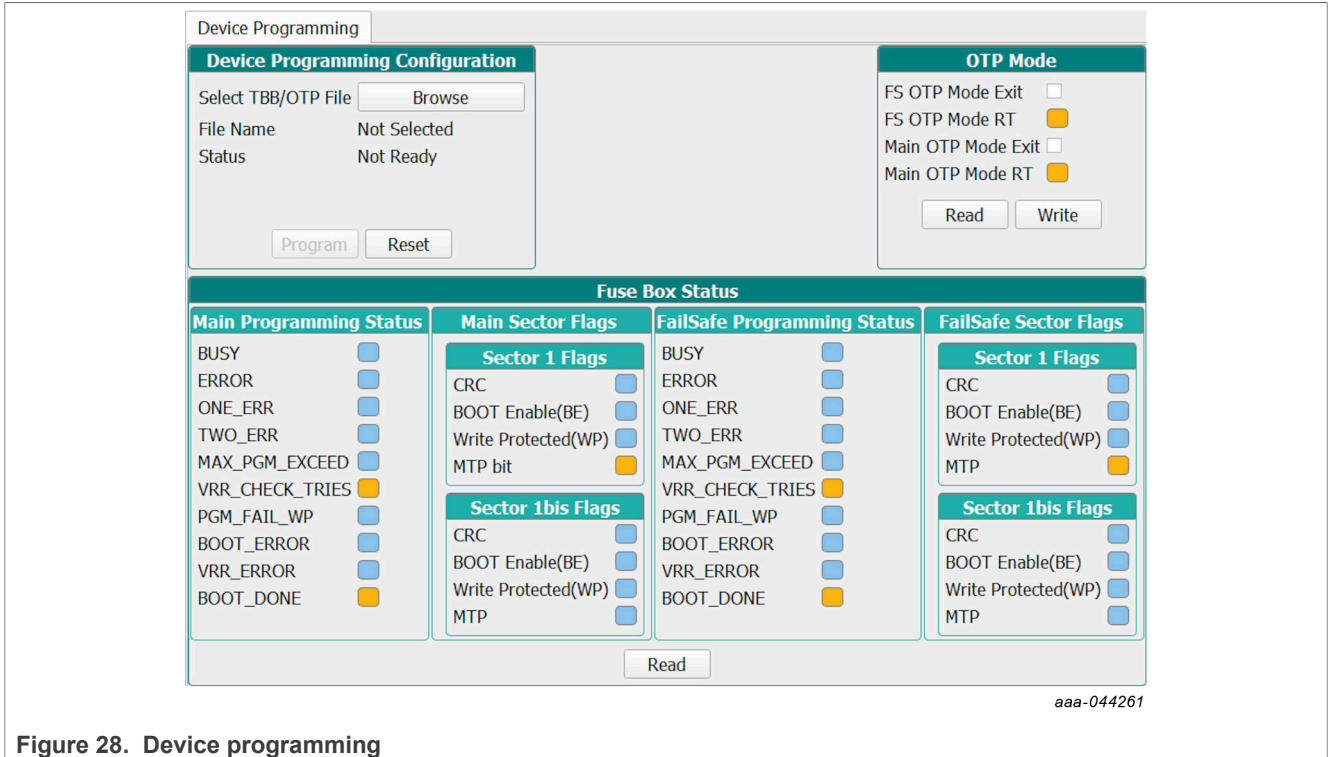 Device Programming
Device Programming Configuration
Select TBB/OTP File Browse
File Name Not Selected
Status Not Ready
Program Reset
OTP Mode
FS OTP Mode Exit
FS OTP Mode RT
Main OTP Mode Exit
Main OTP Mode RT
Read Write
Fuse Box Status
Main Programming Status
BUSY
ERROR
ONE_ERR
TWO_ERR
MAX_PGM_EXCEED
VRR_CHECK_TRIES
PGM_FAIL_WP
BOOT_ERROR
VRR_ERROR
BOOT_DONE
Main Sector Flags
Sector 1 Flags
CRC
BOOT Enable(BE)
Write Protected(WP)
MTP bit
Sector 1bis Flags
CRC
BOOT Enable(BE)
Write Protected(WP)
MTP
FailSafe Programming Status
BUSY
ERROR
ONE_ERR
TWO_ERR
MAX_PGM_EXCEED
VRR_CHECK_TRIES
PGM_FAIL_WP
BOOT_ERROR
VRR_ERROR
BOOT_DONE
FailSafe Sector Flags
Sector 1 Flags
CRC
BOOT Enable(BE)
Write Protected(WP)
MTP
Sector 1bis Flags
CRC
BOOT Enable(BE)
Write Protected(WP)
MTP
Read
aaa-044261
Figure 28. Device programming